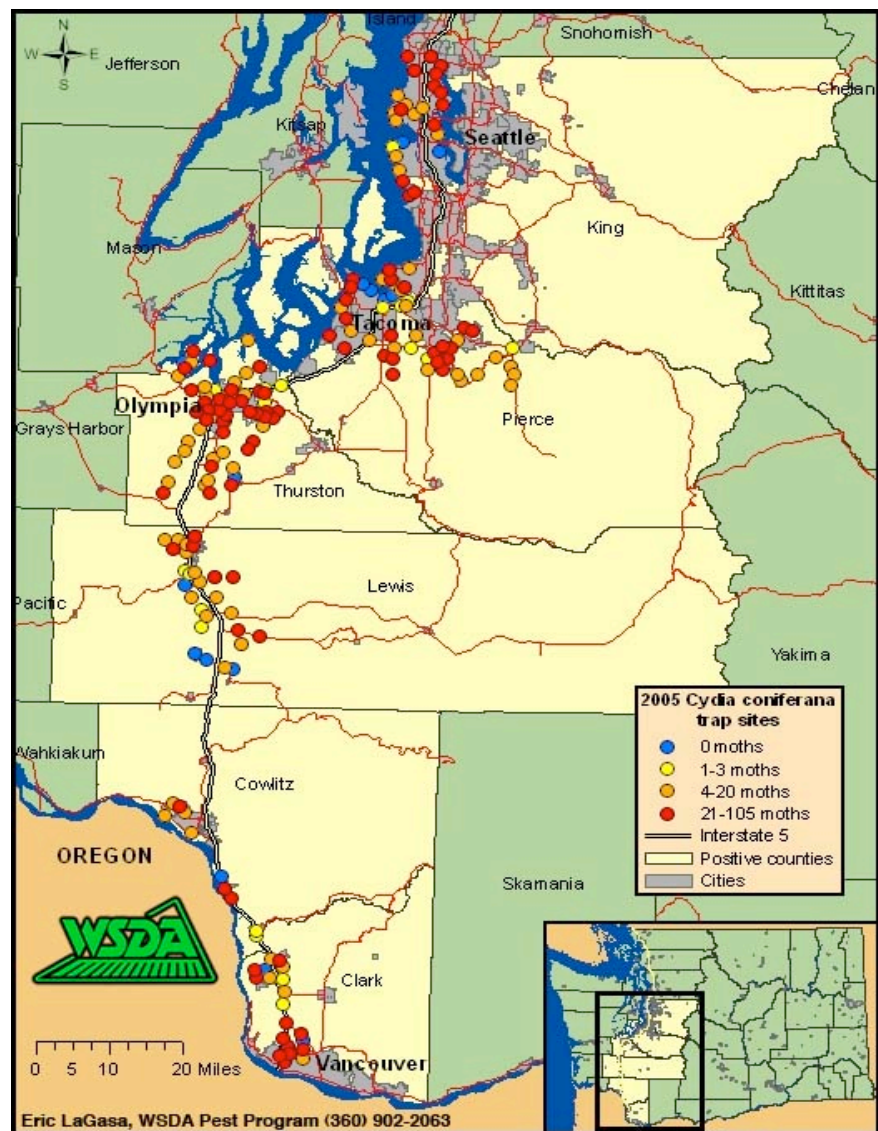 N
W E
S
Island
Snohomish
Jefferson
Chelan
Kitsap
Seattle
King
Mason
Kittitas
Tacoma
Olympia
Grays Harbor
Pierce
Thurston
Lewis
Pacific
Yakima
2005 Cydia coniferana
trap sites
0 moths
1-3 moths
4-20 moths
21-105 moths
Interstate 5
Positive counties
Cities
Wahkiakum
Cowlitz
OREGON
Skamania
WSDA
Clark
Vancouver
0 5 10 20 Miles
Eric LaGasa, WSDA Pest Program (360) 902-2063